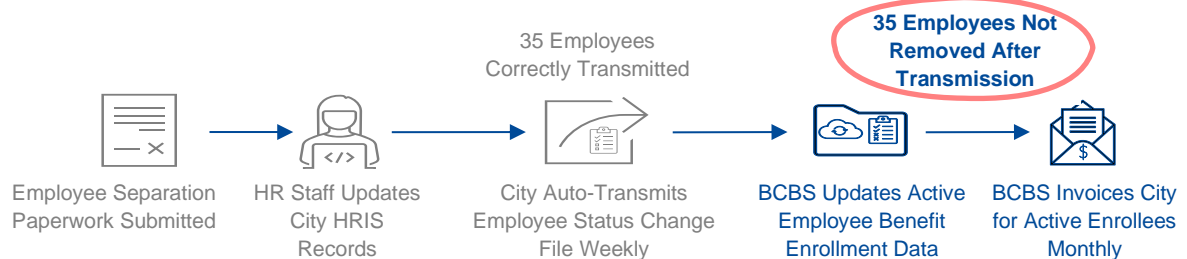 35 Employees
Correctly Transmitted
35 Employees Not
Removed After
Transmission
</>
$
Employee Separation
Paperwork Submitted
HR Staff Updates
City HRIS
Records
City Auto-Transmits
Employee Status Change
File Weekly
BCBS Updates Active
Employee Benefit
Enrollment Data
BCBS Invoices City
for Active Enrollees
Monthly